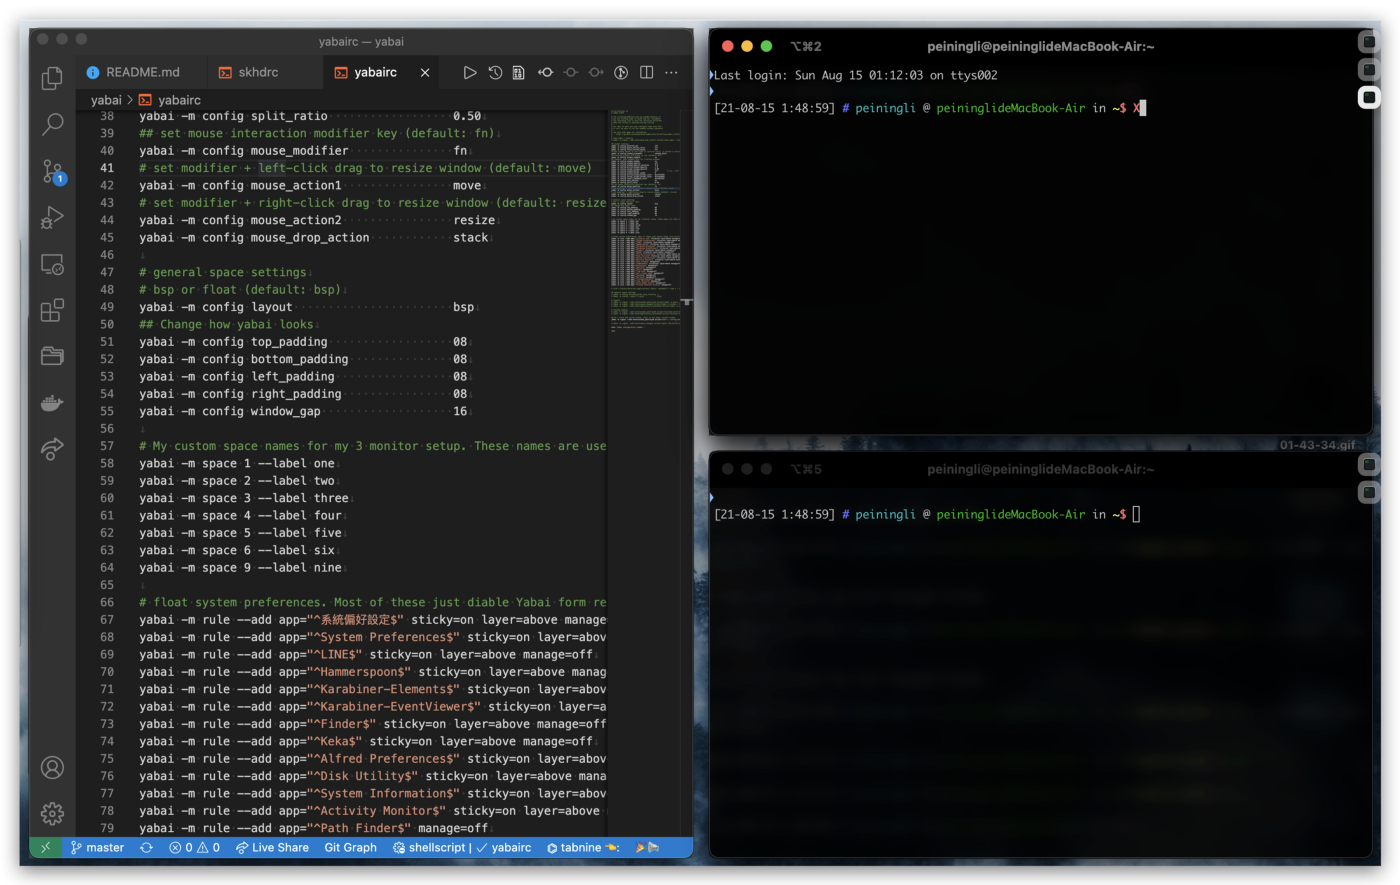 yabairc — yabai
README.md
skhdrc
yabairc
yabai > yabairc
38 yabai -m config split_ratio 0.50
39 ## set mouse interaction modifier key (default: fn)
40 yabai -m config mouse_modifier fn
41 # set modifier + left-click drag to resize window (default: move)
42 yabai -m config mouse_action1 move
43 # set modifier + right-click drag to resize window (default: resize
44 yabai -m config mouse_action2 resize
45 yabai -m config mouse_drop_action stack
46
47 # general space settings
48 # bsp or float (default: bsp)
49 yabai -m config layout bsp
50 ## Change how yabai looks
51 yabai -m config top_padding 08
52 yabai -m config bottom_padding 08
53 yabai -m config left_padding 08
54 yabai -m config right_padding 08
55 yabai -m config window_gap 16
56
57 # My custom space names for my 3 monitor setup. These names are use
58 yabai -m space 1 --label one
59 yabai -m space 2 --label two
60 yabai -m space 3 --label three
61 yabai -m space 4 --label four
62 yabai -m space 5 --label five
63 yabai -m space 6 --label six
64 yabai -m space 9 --label nine
65
66 # float system preferences. Most of these just diable Yabai form re
67 yabai -m rule --add app="^系統偏好設定$" sticky=on layer=above manage
68 yabai -m rule --add app="^System Preferences$" sticky=on layer=abov
69 yabai -m rule --add app="^LINE$" sticky=on layer=above manage=off
70 yabai -m rule --add app="^Hammerspoon$" sticky=on layer=above manag
71 yabai -m rule --add app="^Karabiner-Elements$" sticky=on layer=abov
72 yabai -m rule --add app="^Karabiner-EventViewer$" sticky=on layer=a
73 yabai -m rule --add app="^Finder$" sticky=on layer=above manage=off
74 yabai -m rule --add app="^Keka$" sticky=on layer=above manage=off
75 yabai -m rule --add app="^Alfred Preferences$" sticky=on layer=abov
76 yabai -m rule --add app="^Disk Utility$" sticky=on layer=above mana
77 yabai -m rule --add app="^System Information$" sticky=on layer=abov
78 yabai -m rule --add app="^Activity Monitor$" sticky=on layer=above
79 yabai -m rule --add app="^Path Finder$" manage=off
1
master 0 0 Live Share Git Graph shellscript | ✓ yabairc tabnine 👈:
⌥⌘2 peiningli@peininglideMacBook-Air:~
Last login: Sun Aug 15 01:12:03 on ttys002
[21-08-15 1:48:59] # peiningli @ peininglideMacBook-Air in ~$ X
01-43-34.gif
⌥⌘5 peiningli@peininglideMacBook-Air:~
[21-08-15 1:48:59] # peiningli @ peininglideMacBook-Air in ~$